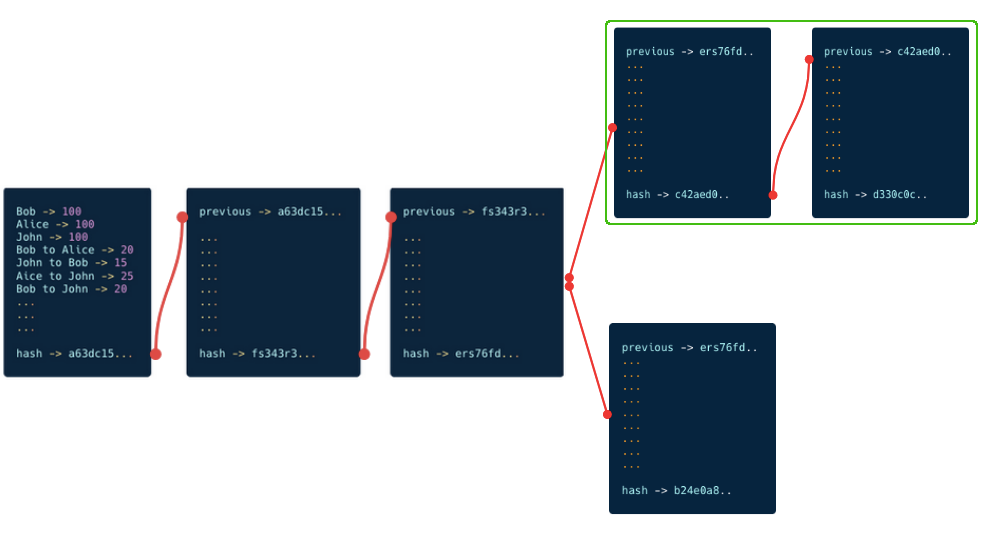 Bob -> 100
Alice -> 100
John -> 100
Bob to Alice -> 20
John to Bob -> 15
Aice to John -> 25
Bob to John -> 20
...
...
...
hash -> a63dc15...
previous -> a63dc15...
...
...
...
...
...
...
...
...
hash -> fs343r3...
previous -> fs343r3...
...
...
...
...
...
...
...
...
hash -> ers76fd...
previous -> ers76fd..
...
...
...
...
...
...
...
...
...
hash -> c42aed0..
previous -> c42aed0..
...
...
...
...
...
...
...
...
...
hash -> d330c0c..
previous -> ers76fd..
...
...
...
...
...
...
...
...
...
hash -> b24e0a8..